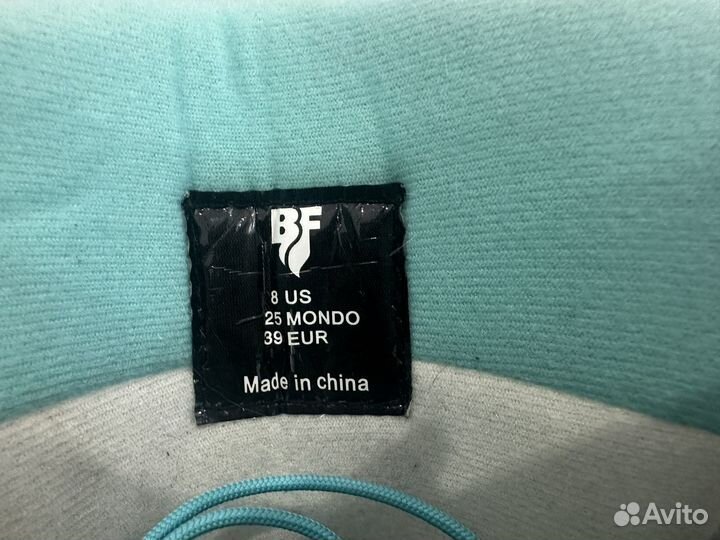 BF
8 US
25 MONDO
39 EUR
Made in china
Avito